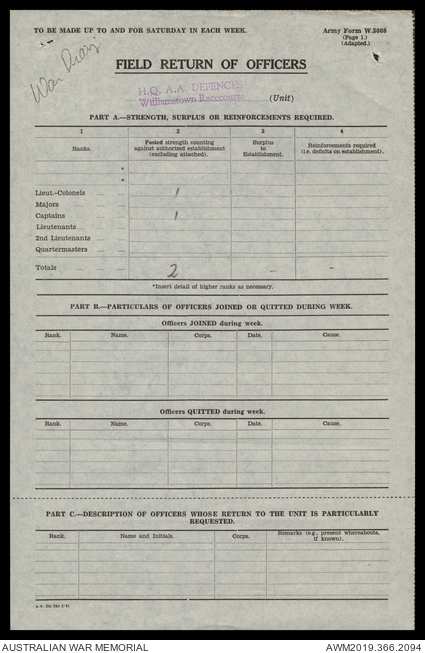 TO BE MADE UP TO AND FOR SATURDAY IN EACH WEEK.
Army Form W.3008
(Page 1.)
(Adapted.)
War Diary
FIELD RETURN OF OFFICERS
H.Q. A.A. DEFENCES
Williamstown Racecourse (Unit)
PART A.—STRENGTH, SURPLUS OR REINFORCEMENTS REQUIRED.
1 2 3 4
Ranks. Posted strength counting against authorized establishment (excluding attached). Surplus to Establishment. Reinforcements required (i.e. deficits on establishment).
*
*
Lieut.-Colonels 1
Majors
Captains 1
Lieutenants
2nd Lieutenants
Quartermasters
Totals 2 - -
*Insert detail of higher ranks as necessary.
PART B.—PARTICULARS OF OFFICERS JOINED OR QUITTED DURING WEEK.
Officers JOINED during week.
Rank. Name. Corps. Date. Cause.
Officers QUITTED during week.
Rank. Name. Corps. Date. Cause.
PART C.—DESCRIPTION OF OFFICERS WHOSE RETURN TO THE UNIT IS PARTICULARLY
REQUESTED.
Rank. Name and Initials. Corps. Remarks (e.g., present whereabouts, if known).
AUSTRALIAN WAR MEMORIAL
AWM2019.366.2094